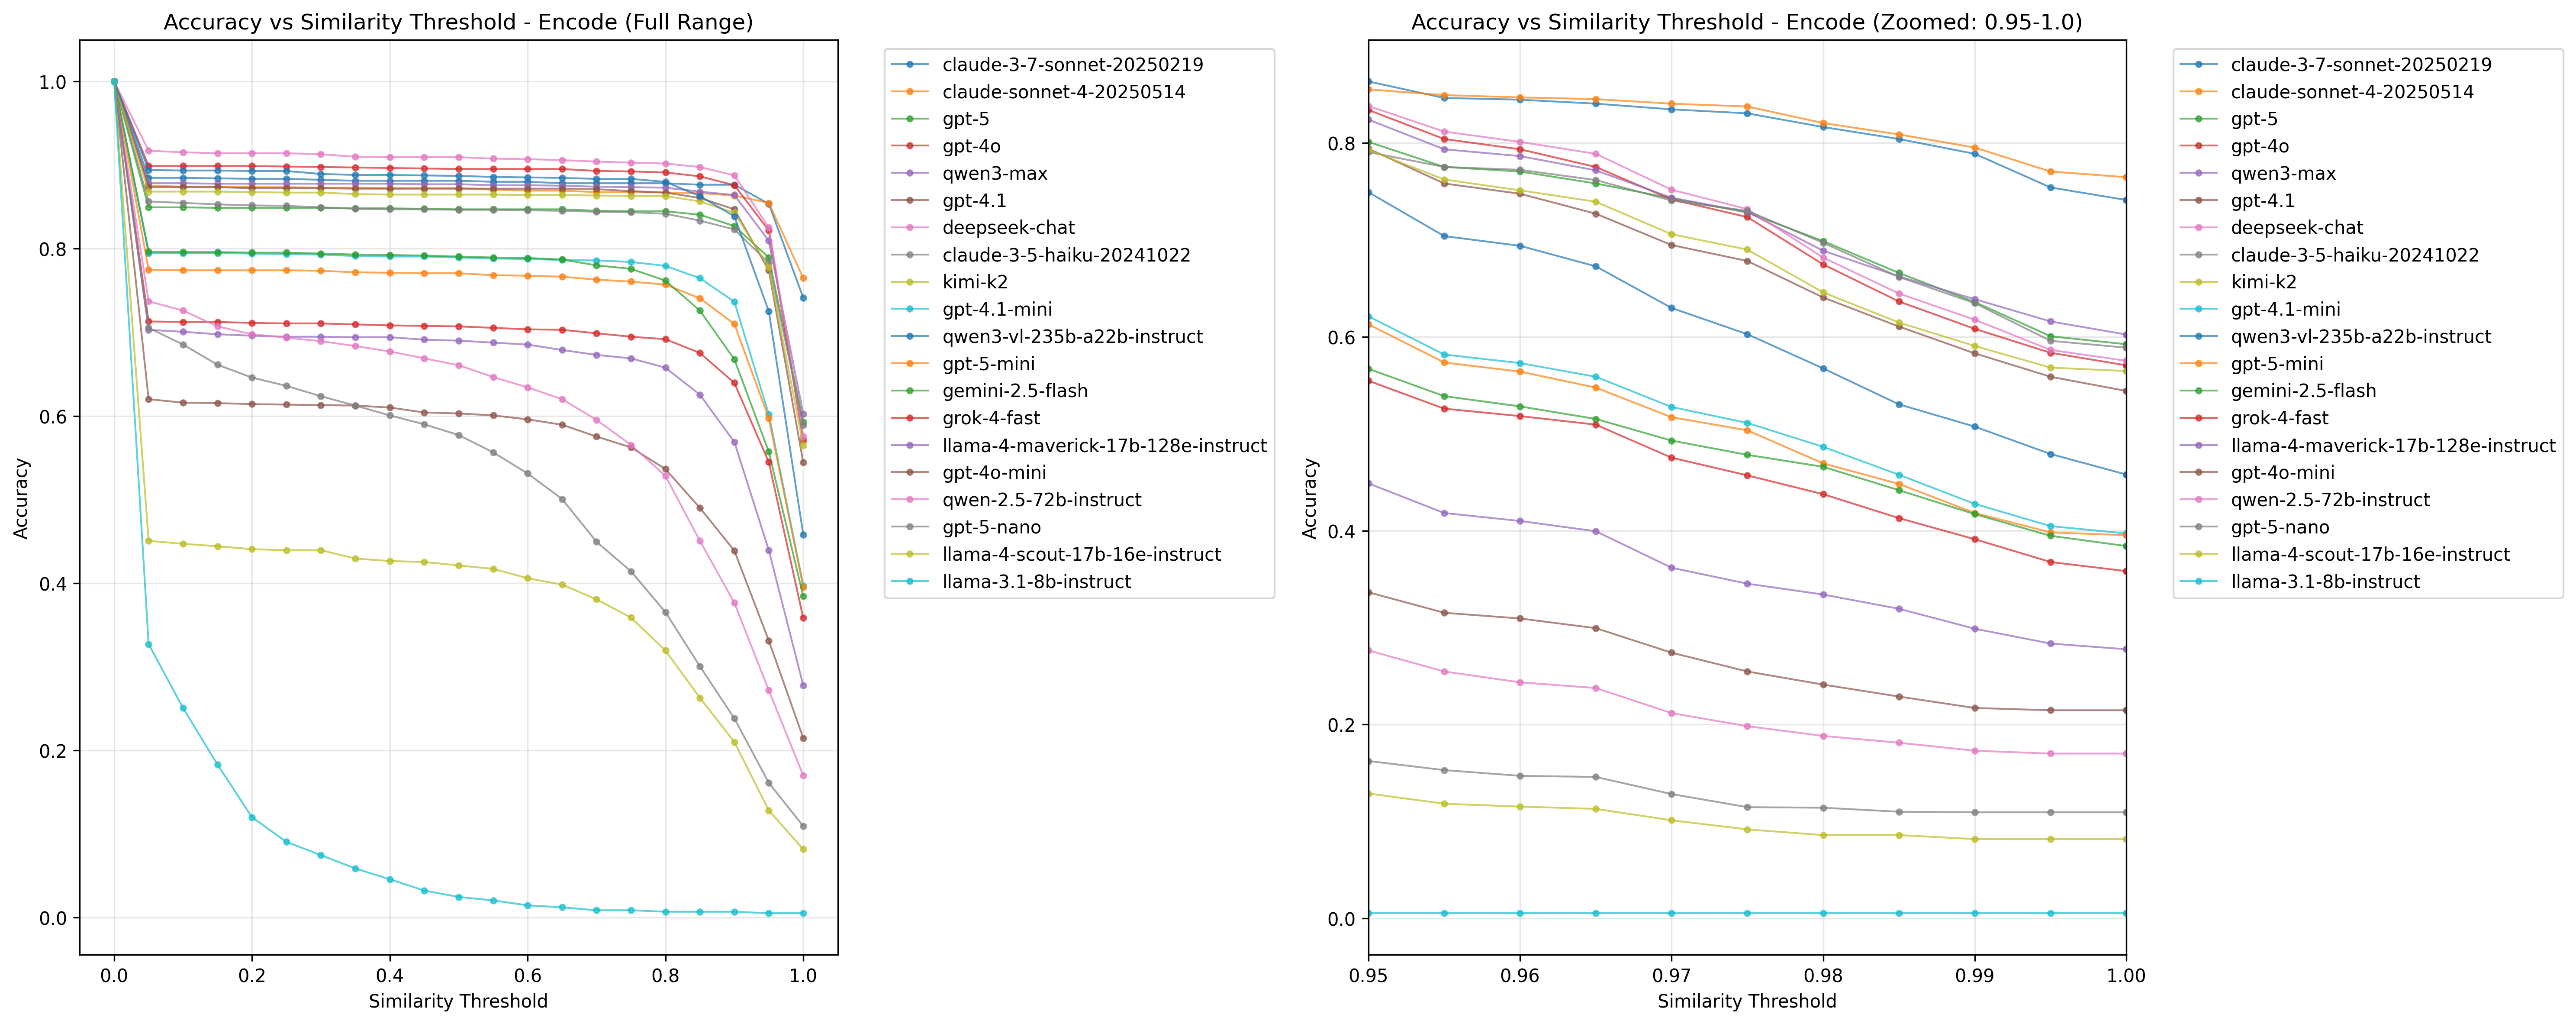 Accuracy vs Similarity Threshold - Encode (Full Range)
1.0
0.8
0.6
0.4
0.2
0.0
Accuracy
0.0 0.2 0.4 0.6 0.8 1.0
Similarity Threshold
claude-3-7-sonnet-20250219
claude-sonnet-4-20250514
gpt-5
gpt-4o
qwen3-max
gpt-4.1
deepseek-chat
claude-3-5-haiku-20241022
kimi-k2
gpt-4.1-mini
qwen3-vl-235b-a22b-instruct
gpt-5-mini
gemini-2.5-flash
grok-4-fast
llama-4-maverick-17b-128e-instruct
gpt-4o-mini
qwen-2.5-72b-instruct
gpt-5-nano
llama-4-scout-17b-16e-instruct
llama-3.1-8b-instruct
Accuracy vs Similarity Threshold - Encode (Zoomed: 0.95-1.0)
0.8
0.6
0.4
0.2
0.0
Accuracy
0.95 0.96 0.97 0.98 0.99 1.00
Similarity Threshold
claude-3-7-sonnet-20250219
claude-sonnet-4-20250514
gpt-5
gpt-4o
qwen3-max
gpt-4.1
deepseek-chat
claude-3-5-haiku-20241022
kimi-k2
gpt-4.1-mini
qwen3-vl-235b-a22b-instruct
gpt-5-mini
gemini-2.5-flash
grok-4-fast
llama-4-maverick-17b-128e-instruct
gpt-4o-mini
qwen-2.5-72b-instruct
gpt-5-nano
llama-4-scout-17b-16e-instruct
llama-3.1-8b-instruct